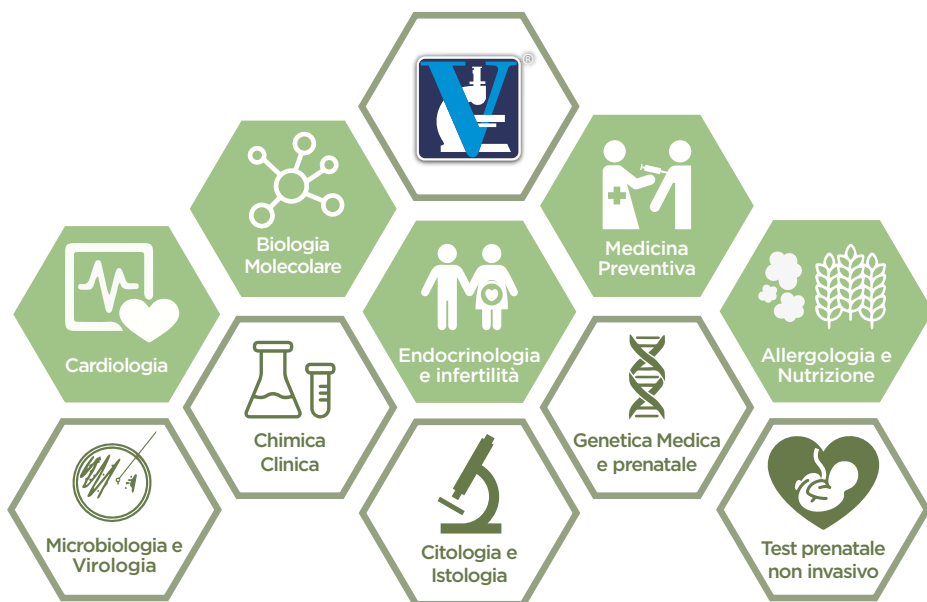 V
®
Biologia
Molecolare
Medicina
Preventiva
Cardiologia
Endocrinologia
e infertilità
Allergologia e
Nutrizione
Chimica
Clinica
Genetica Medica
e prenatale
Microbiologia e
Virologia
Citologia e
Istologia
Test prenatale
non invasivo